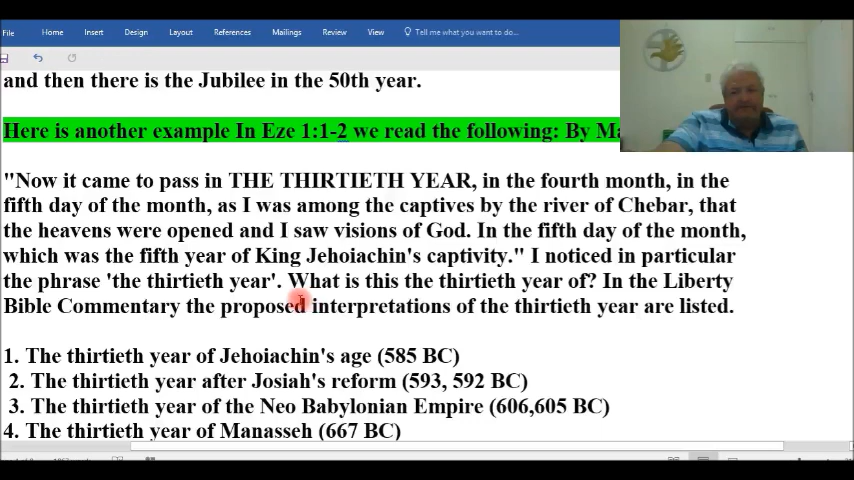 File Home Insert Design Layout References Mailings Review View Tell me what you want to do...
and then there is the Jubilee in the 50th year.
Here is another example In Eze 1:1-2 we read the following: By Ma
"Now it came to pass in THE THIRTIETH YEAR, in the fourth month, in the
fifth day of the month, as I was among the captives by the river of Chebar, that
the heavens were opened and I saw visions of God. In the fifth day of the month,
which was the fifth year of King Jehoiachin's captivity." I noticed in particular
the phrase 'the thirtieth year'. What is this the thirtieth year of? In the Liberty
Bible Commentary the proposed interpretations of the thirtieth year are listed.
1. The thirtieth year of Jehoiachin's age (585 BC)
2. The thirtieth year after Josiah's reform (593, 592 BC)
3. The thirtieth year of the Neo Babylonian Empire (606,605 BC)
4. The thirtieth year of Manasseh (667 BC)